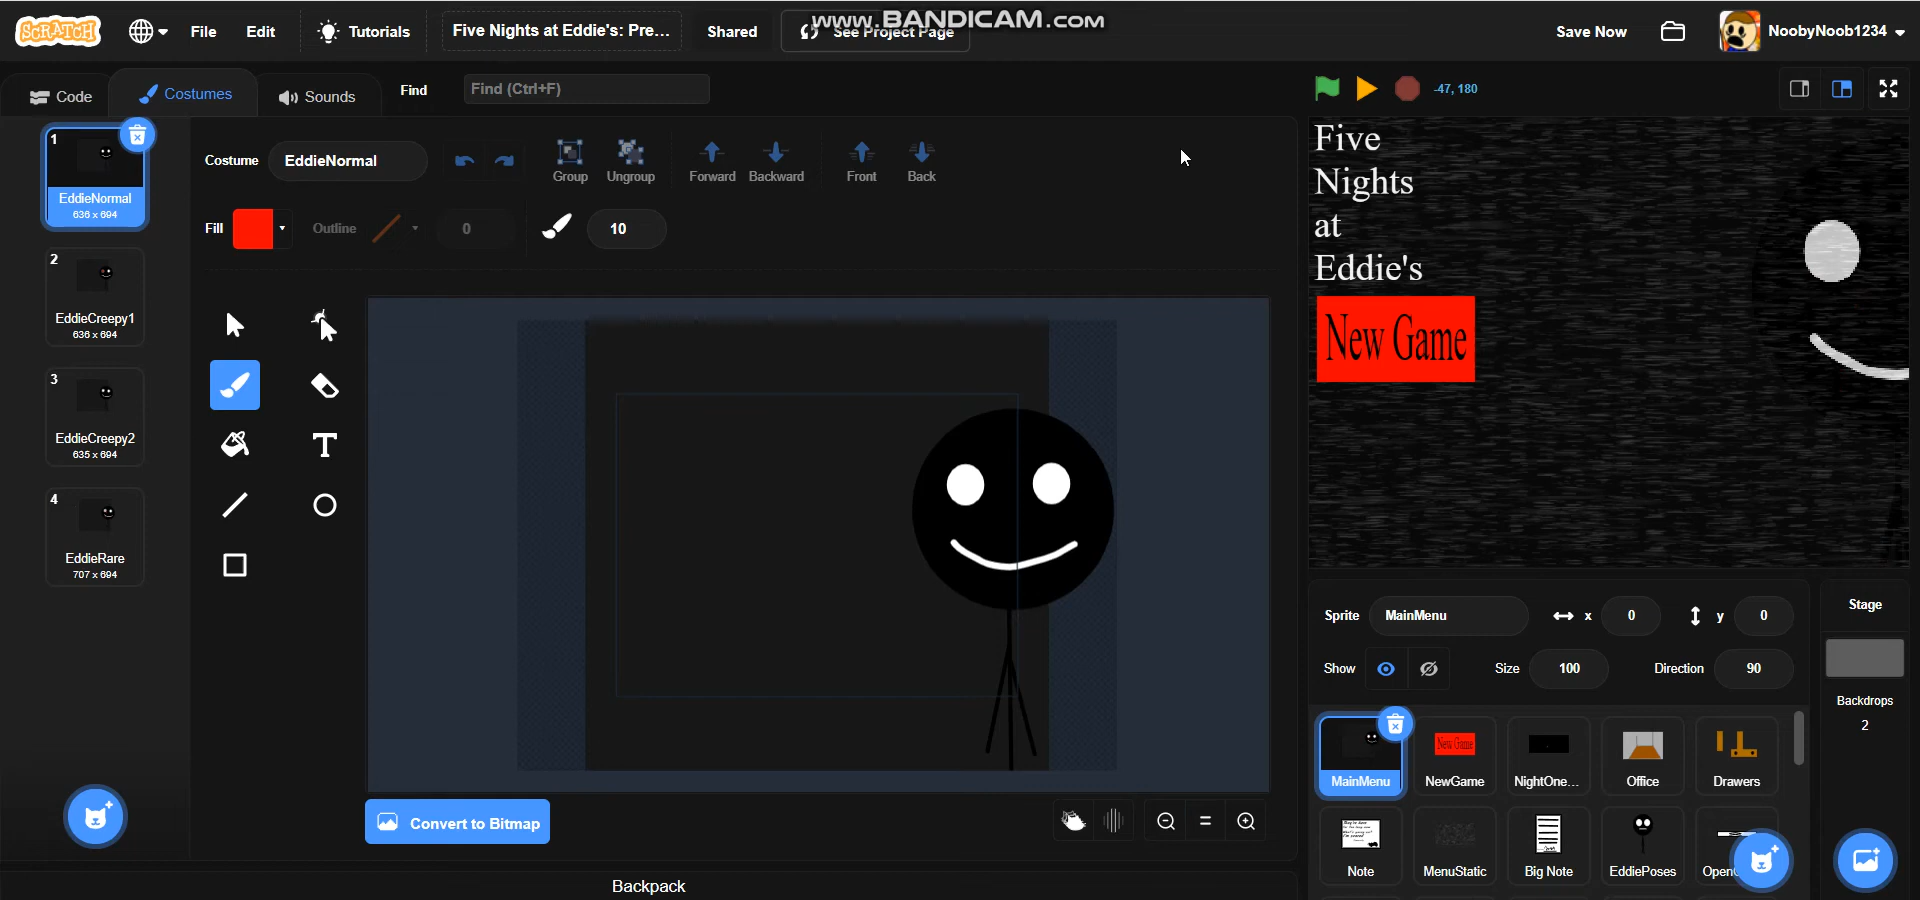 SCRATCH
File
Edit
Tutorials
Five Nights at Eddie's: Pre...
Shared
See Project Page
www.BANDICAM.com
Save Now
NoobyNoob1234
Code
Costumes
Sounds
Find
Find (Ctrl+F)
-47, 180
1
EddieNormal
636 x 694
2
EddieCreepy1
636 x 694
3
EddieCreepy2
635 x 694
4
EddieRare
707 x 694
Costume
EddieNormal
Group
Ungroup
Forward
Backward
Front
Back
Fill
Outline
0
10
Convert to Bitmap
Backpack
Five
Nights
at
Eddie's
New Game
Sprite
MainMenu
x
0
y
0
Show
Size
100
Direction
90
Stage
Backdrops
2
MainMenu
New Game
NewGame
NightOne...
Office
Drawers
Note
MenuStatic
Big Note
EddiePoses